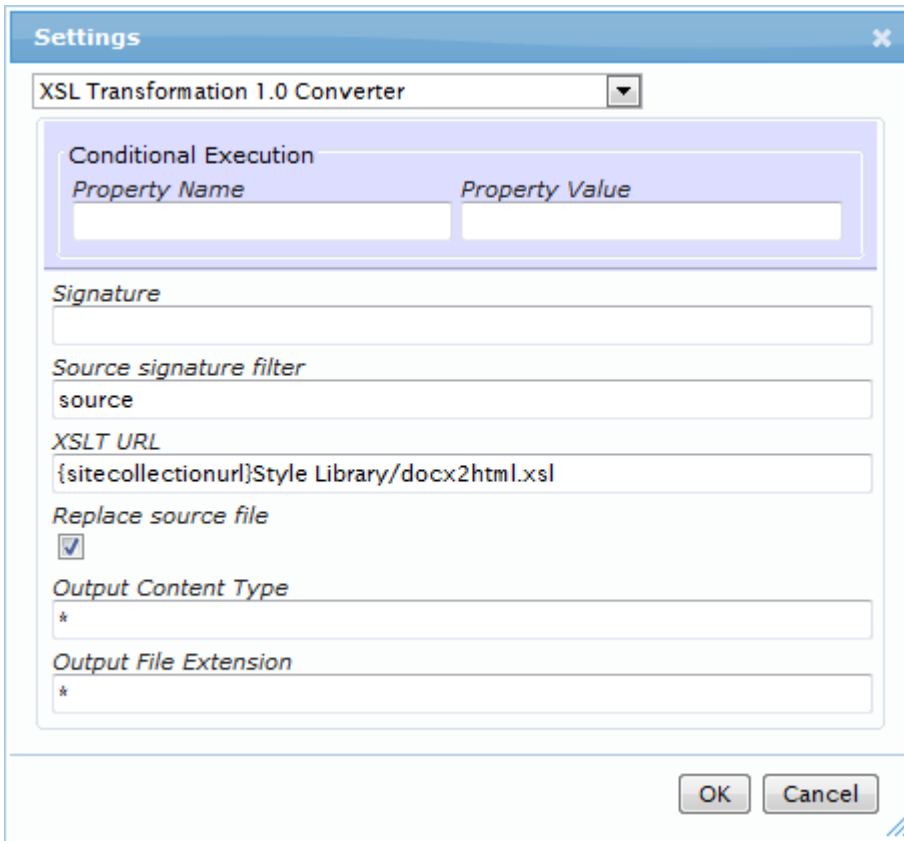 Settings
XSL Transformation 1.0 Converter
Conditional Execution
Property Name Property Value
Signature
Source signature filter
source
XSLT URL
{sitecollectionurl}Style Library/docx2html.xsl
Replace source file
Output Content Type
*
Output File Extension
*
OK Cancel